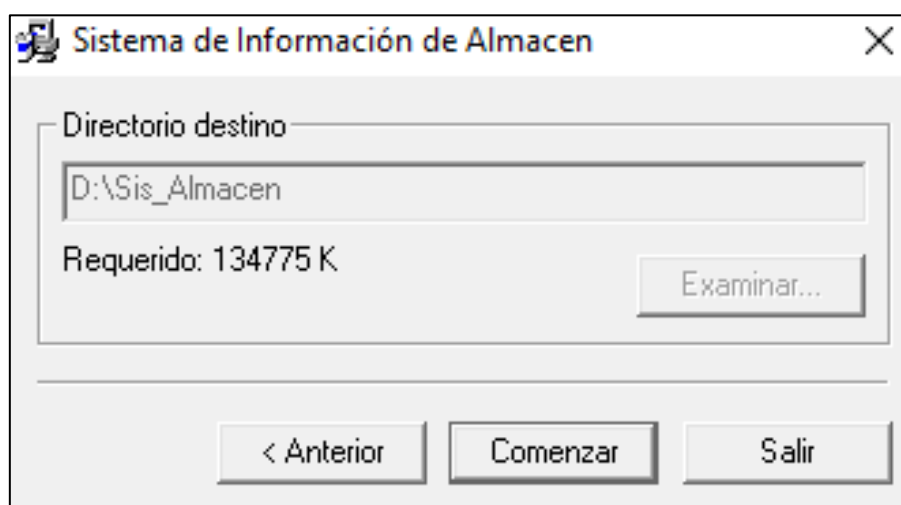 Sistema de Información de Almacen
Directorio destino
D:\Sis_Almacen
Requerido: 134775 K
Examinar...
< Anterior
Comenzar
Salir